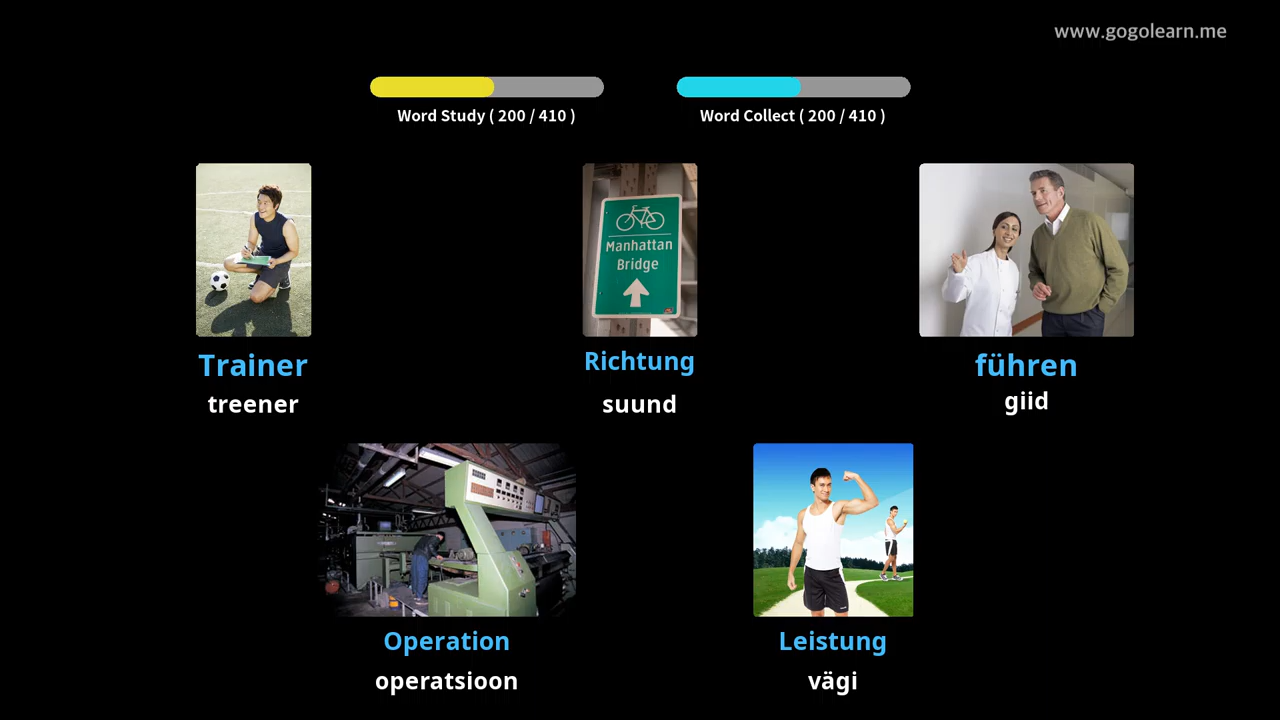 www.gogolearn.me
Word Study ( 200 / 410 )
Word Collect ( 200 / 410 )
Manhattan
Bridge
Trainer
treener
Richtung
suund
führen
giid
Operation
operatsioon
Leistung
vägi